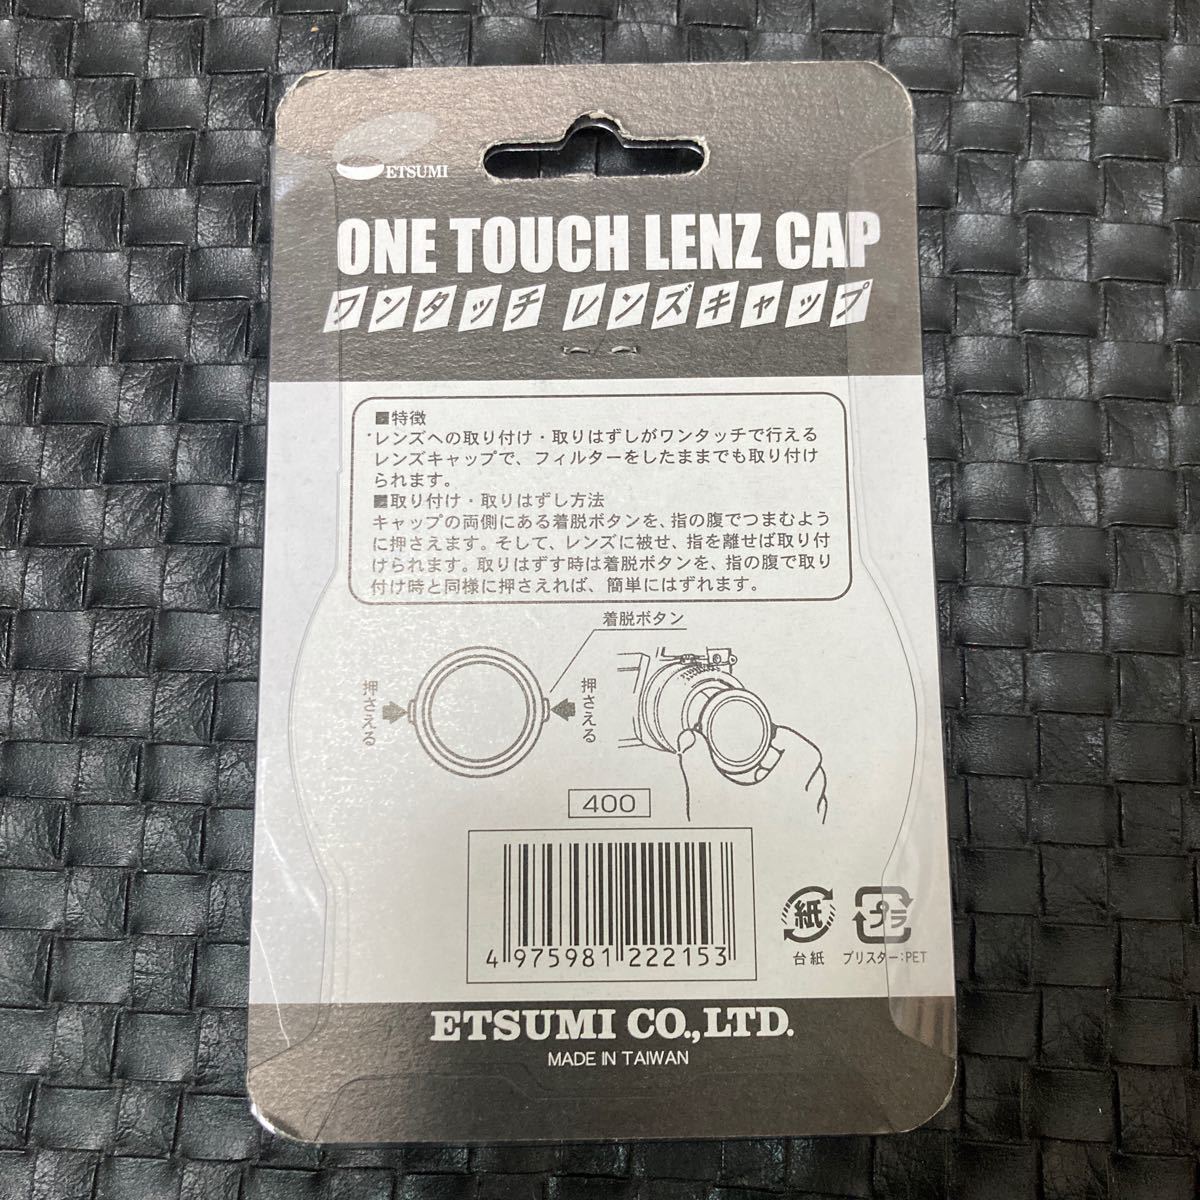 ETSUMI
ONE TOUCH LENZ CAP
ワンタッチ レンズキャップ
■特徴
レンズへの取り付け・取りはずしがワンタッチで行える
レンズキャップで、フィルターをしたままでも取り付け
られます。
■取り付け・取りはずし方法
キャップの両側にある着脱ボタンを、指の腹でつまむよう
に押さえます。そして、レンズに被せ、指を離せば取り付
けられます。取りはずす時は着脱ボタンを、指の腹で取り
付け時と同様に押さえれば、簡単にはずれます。
着脱ボタン
押さえる
押さえる
400
4 975981 222153
紙
台紙
プラ
ブリスター:PET
ETSUMI CO.,LTD.
MADE IN TAIWAN